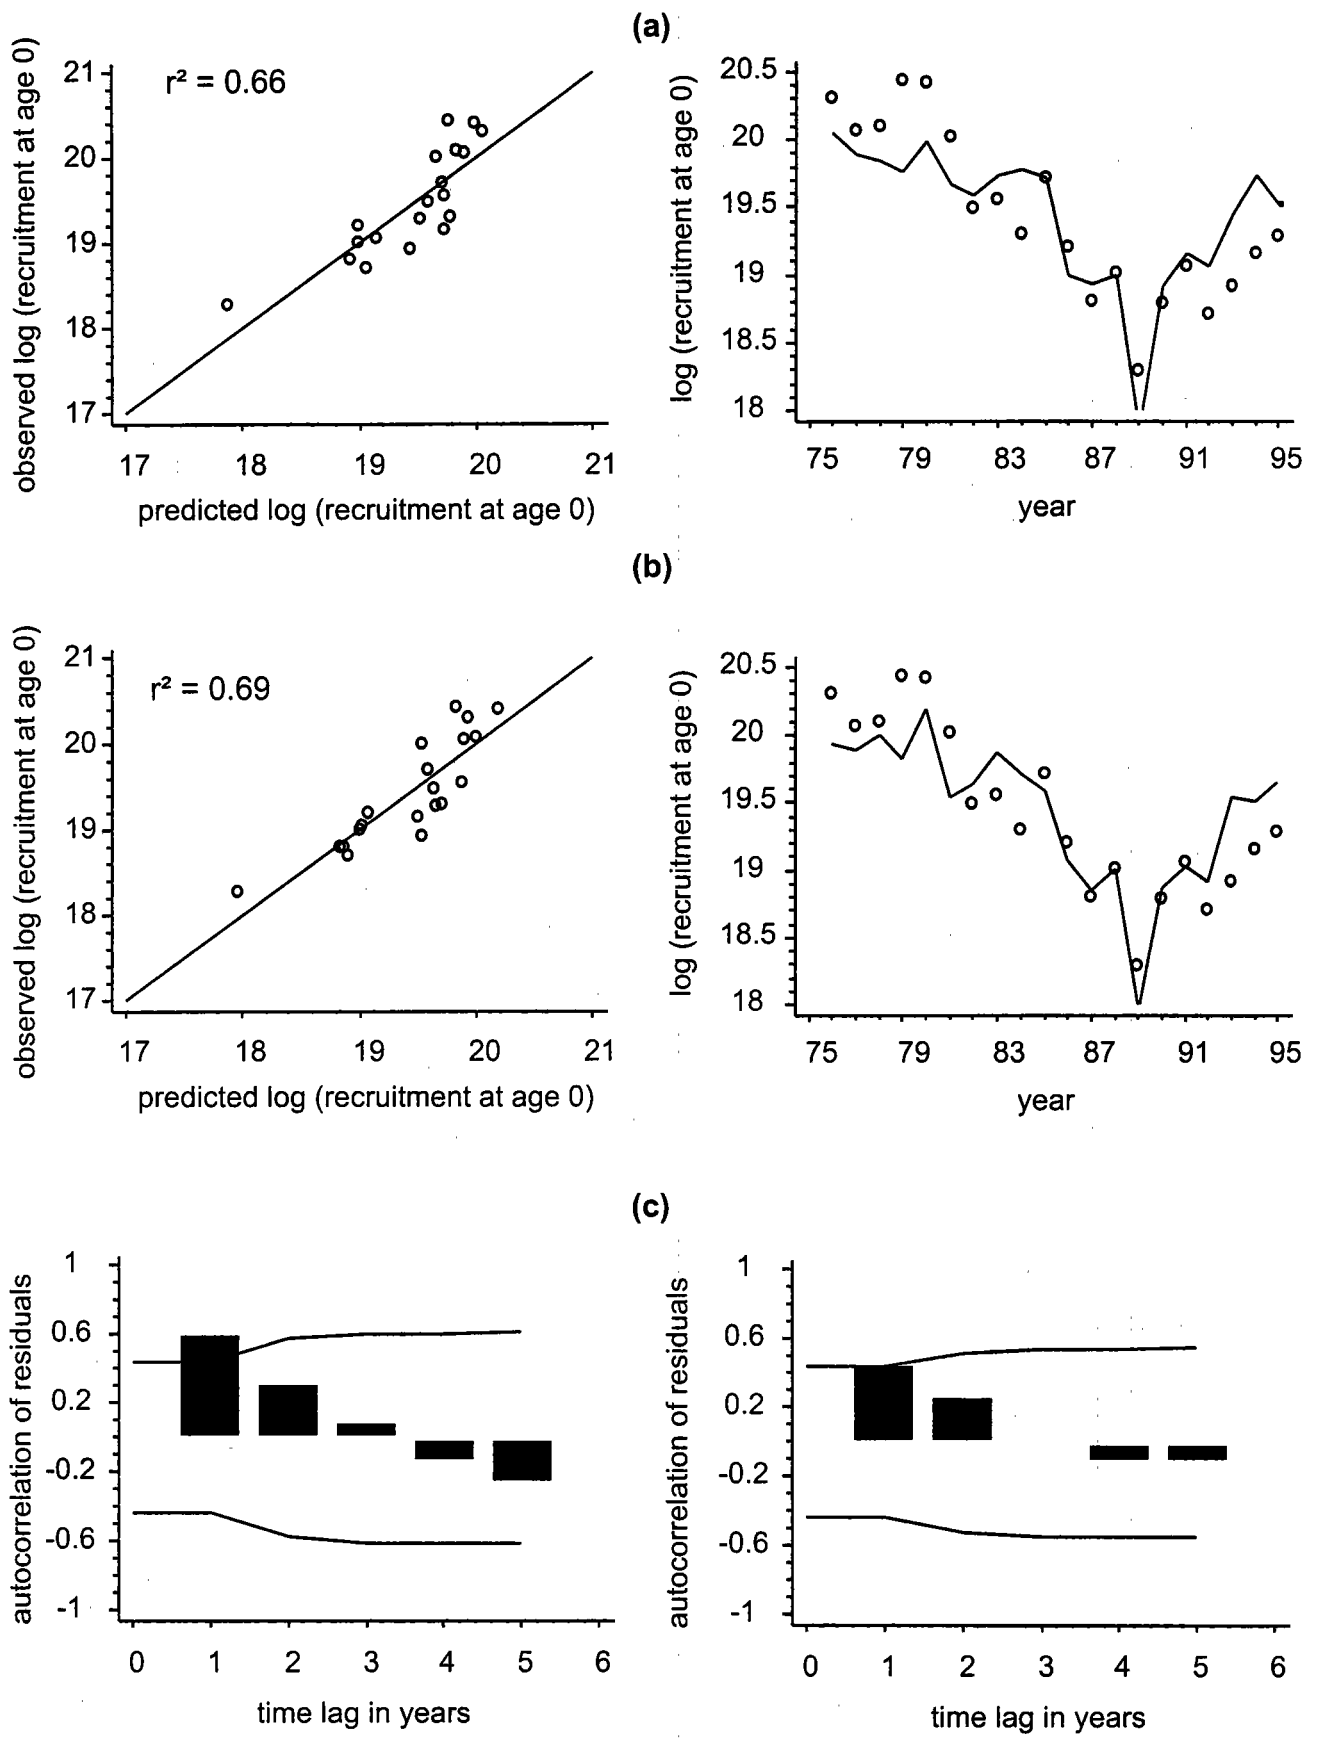 (a)
observed log (recruitment at age 0)
21
20
19
18
17
r² = 0.66
17 18 19 20 21
predicted log (recruitment at age 0)
log (recruitment at age 0)
20.5
20
19.5
19
18.5
18
75 79 83 87 91 95
year
(b)
observed log (recruitment at age 0)
21
20
19
18
17
r² = 0.69
17 18 19 20 21
predicted log (recruitment at age 0)
log (recruitment at age 0)
20.5
20
19.5
19
18.5
18
75 79 83 87 91 95
year
(c)
autocorrelation of residuals
1
0.6
0.2
-0.2
-0.6
-1
0 1 2 3 4 5 6
time lag in years
autocorrelation of residuals
1
0.6
0.2
-0.2
-0.6
-1
0 1 2 3 4 5 6
time lag in years